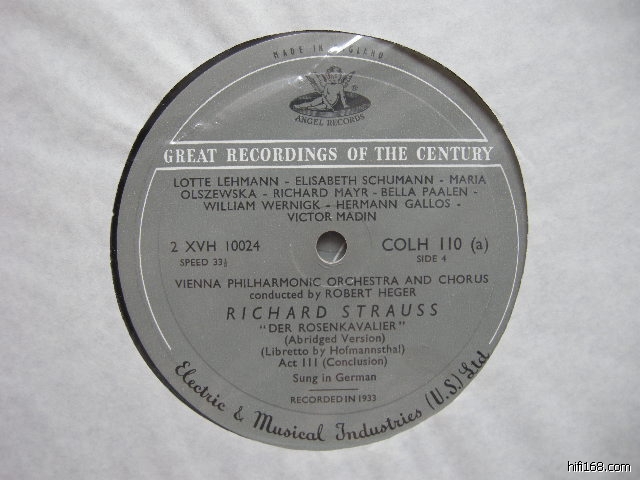 MADE IN ENGLAND
ANGEL RECORDS
GREAT RECORDINGS OF THE CENTURY
LOTTE LEHMANN - ELISABETH SCHUMANN - MARIA
OLSZEWSKA - RICHARD MAYR - BELLA PAALEN -
WILLIAM WERNIGK - HERMANN GALLOS -
VICTOR MADIN
2 XVH 10024
COLH 110 (a)
SPEED 33⅓
SIDE 4
VIENNA PHILHARMONIC ORCHESTRA AND CHORUS
conducted by ROBERT HEGER
RICHARD STRAUSS
"DER ROSENKAVALIER"
(Abridged Version)
(Libretto by Hofmannsthal)
Act III (Conclusion)
Sung in German
RECORDED IN 1933
Electric & Musical Industries (U.S.) Ltd
hifi168.com